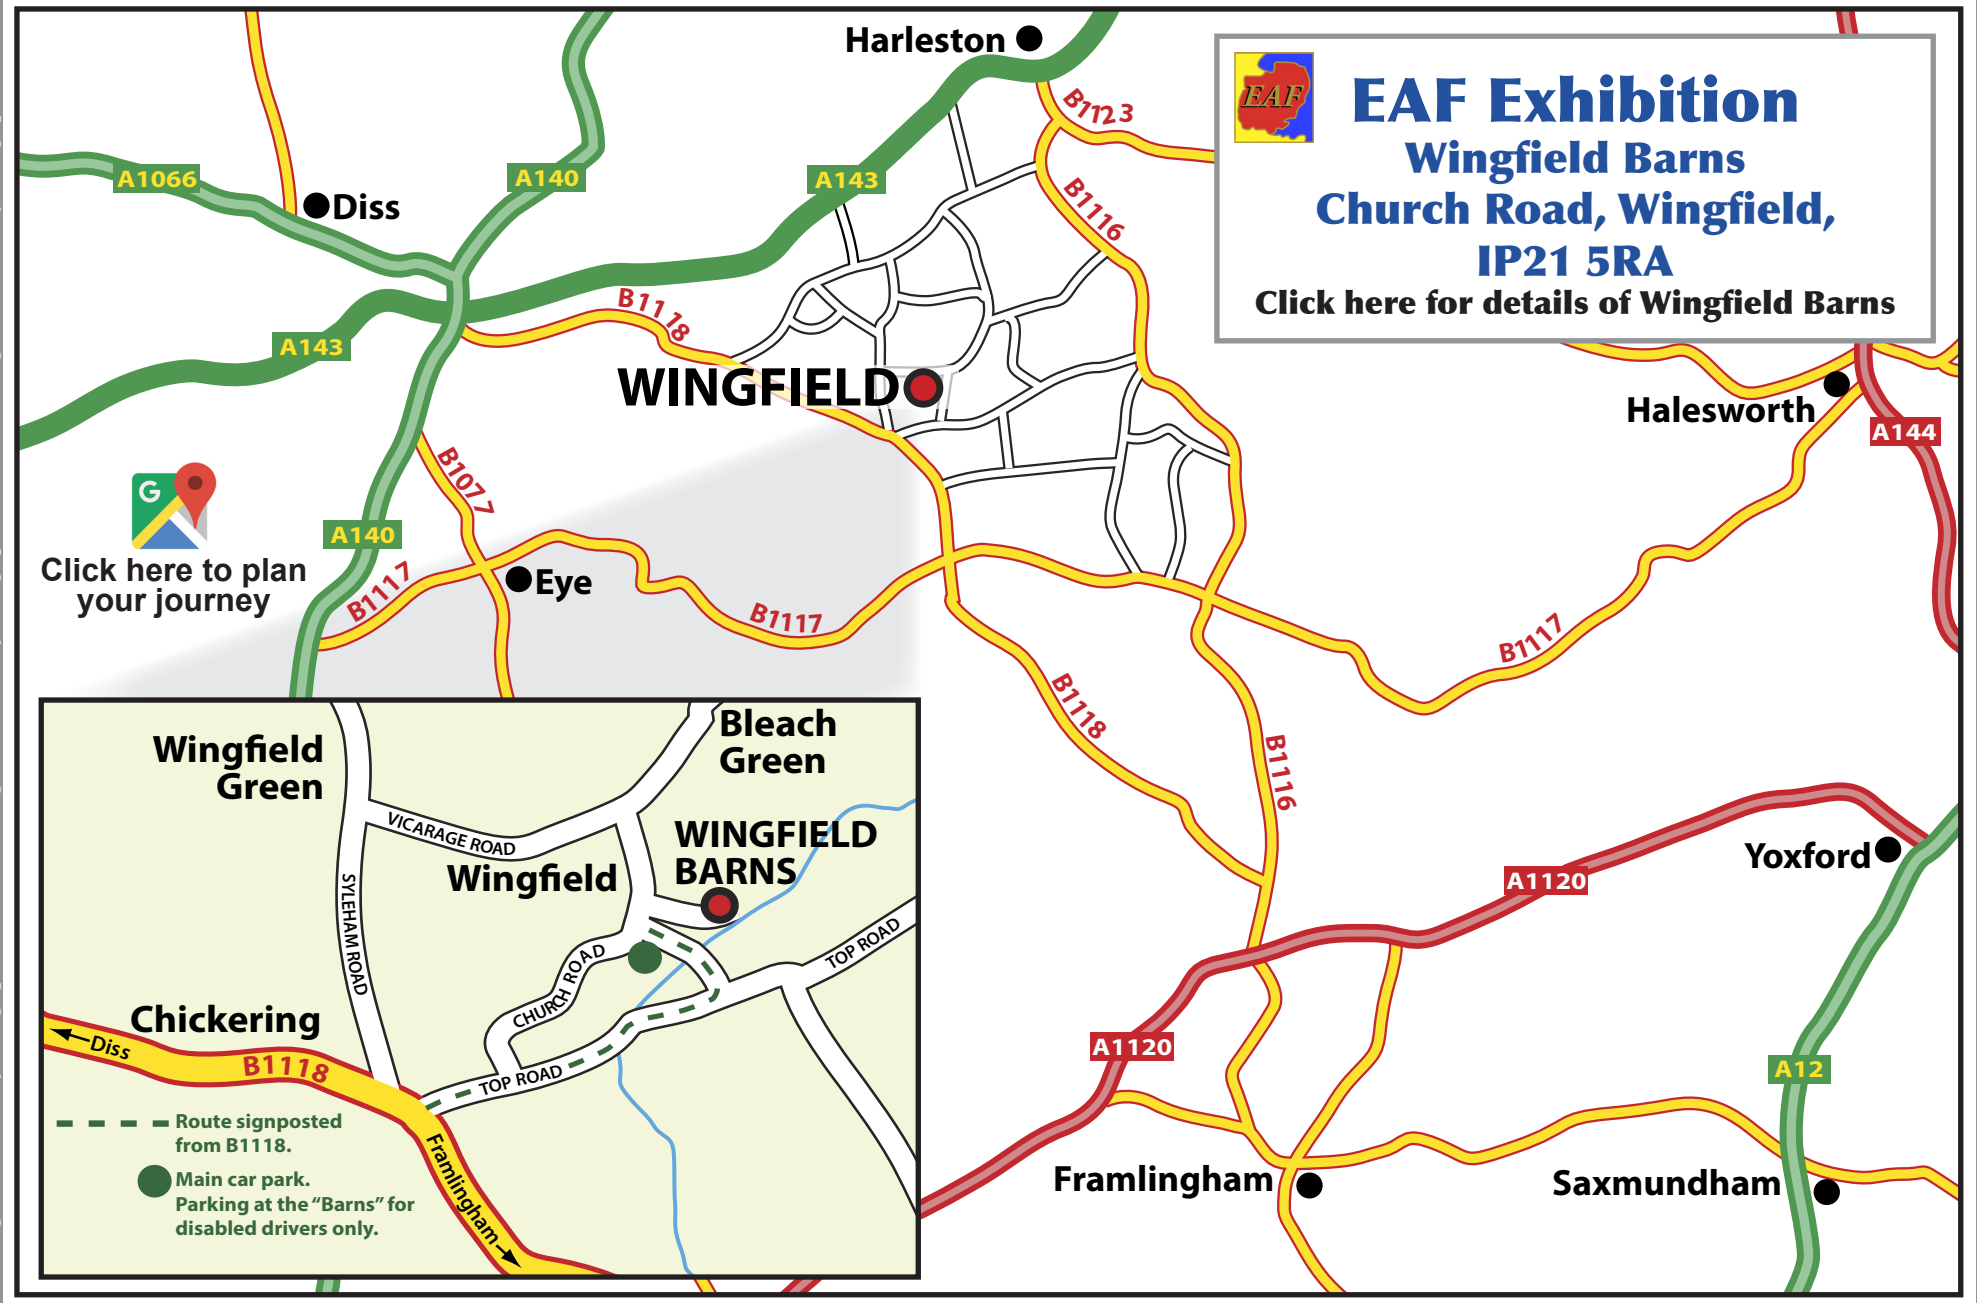 Harleston
B1123
EAF
EAF Exhibition
Wingfield Barns
Church Road, Wingfield,
IP21 5RA
Click here for details of Wingfield Barns
A1066
A140
A143
Diss
B1116
B1118
A143
WINGFIELD
Halesworth
A144
B1077
G
A140
Click here to plan
your journey
B1117
Eye
B1117
B1117
B1118
B1116
Yoxford
A1120
A1120
A12
Framlingham
Saxmundham
Wingfield
Green
Bleach
Green
VICARAGE ROAD
WINGFIELD
BARNS
Wingfield
SYLEHAM ROAD
CHURCH ROAD
TOP ROAD
Chickering
Diss
B1118
TOP ROAD
Framlingham
Route signposted
from B1118.
Main car park.
Parking at the “Barns” for
disabled drivers only.